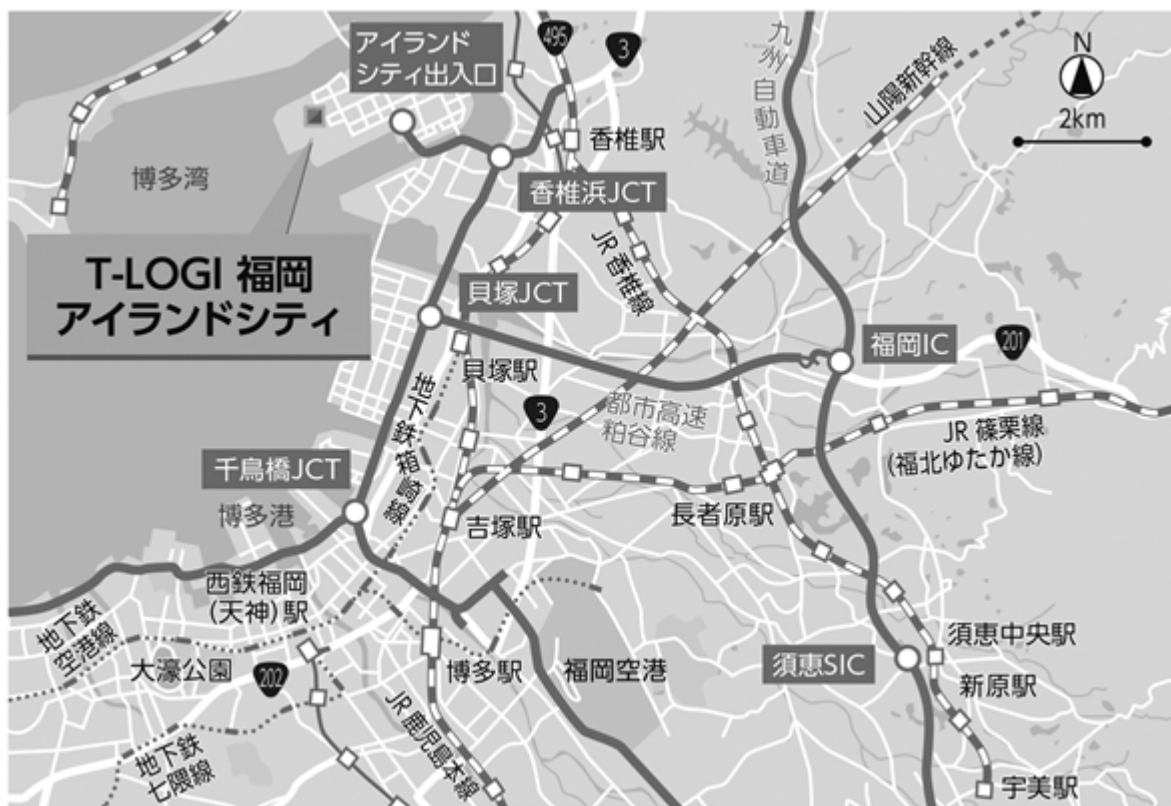 アイランド
シティ出入口
495
3
九州自動車道
山陽新幹線
N
2km
香椎駅
博多湾
香椎浜JCT
T-LOGI 福岡
アイランドシティ
JR 香椎線
貝塚JCT
福岡IC
201
貝塚駅
地下鉄箱崎線
3
都市高速
粕谷線
JR 篠栗線
(福北ゆたか線)
千鳥橋JCT
博多港
吉塚駅
長者原駅
西鉄福岡
(天神)駅
地下鉄
空港線
大濠公園
202
博多駅
福岡空港
須恵SIC
須恵中央駅
新原駅
JR 鹿児島本線
地下鉄
七隈線
宇美駅